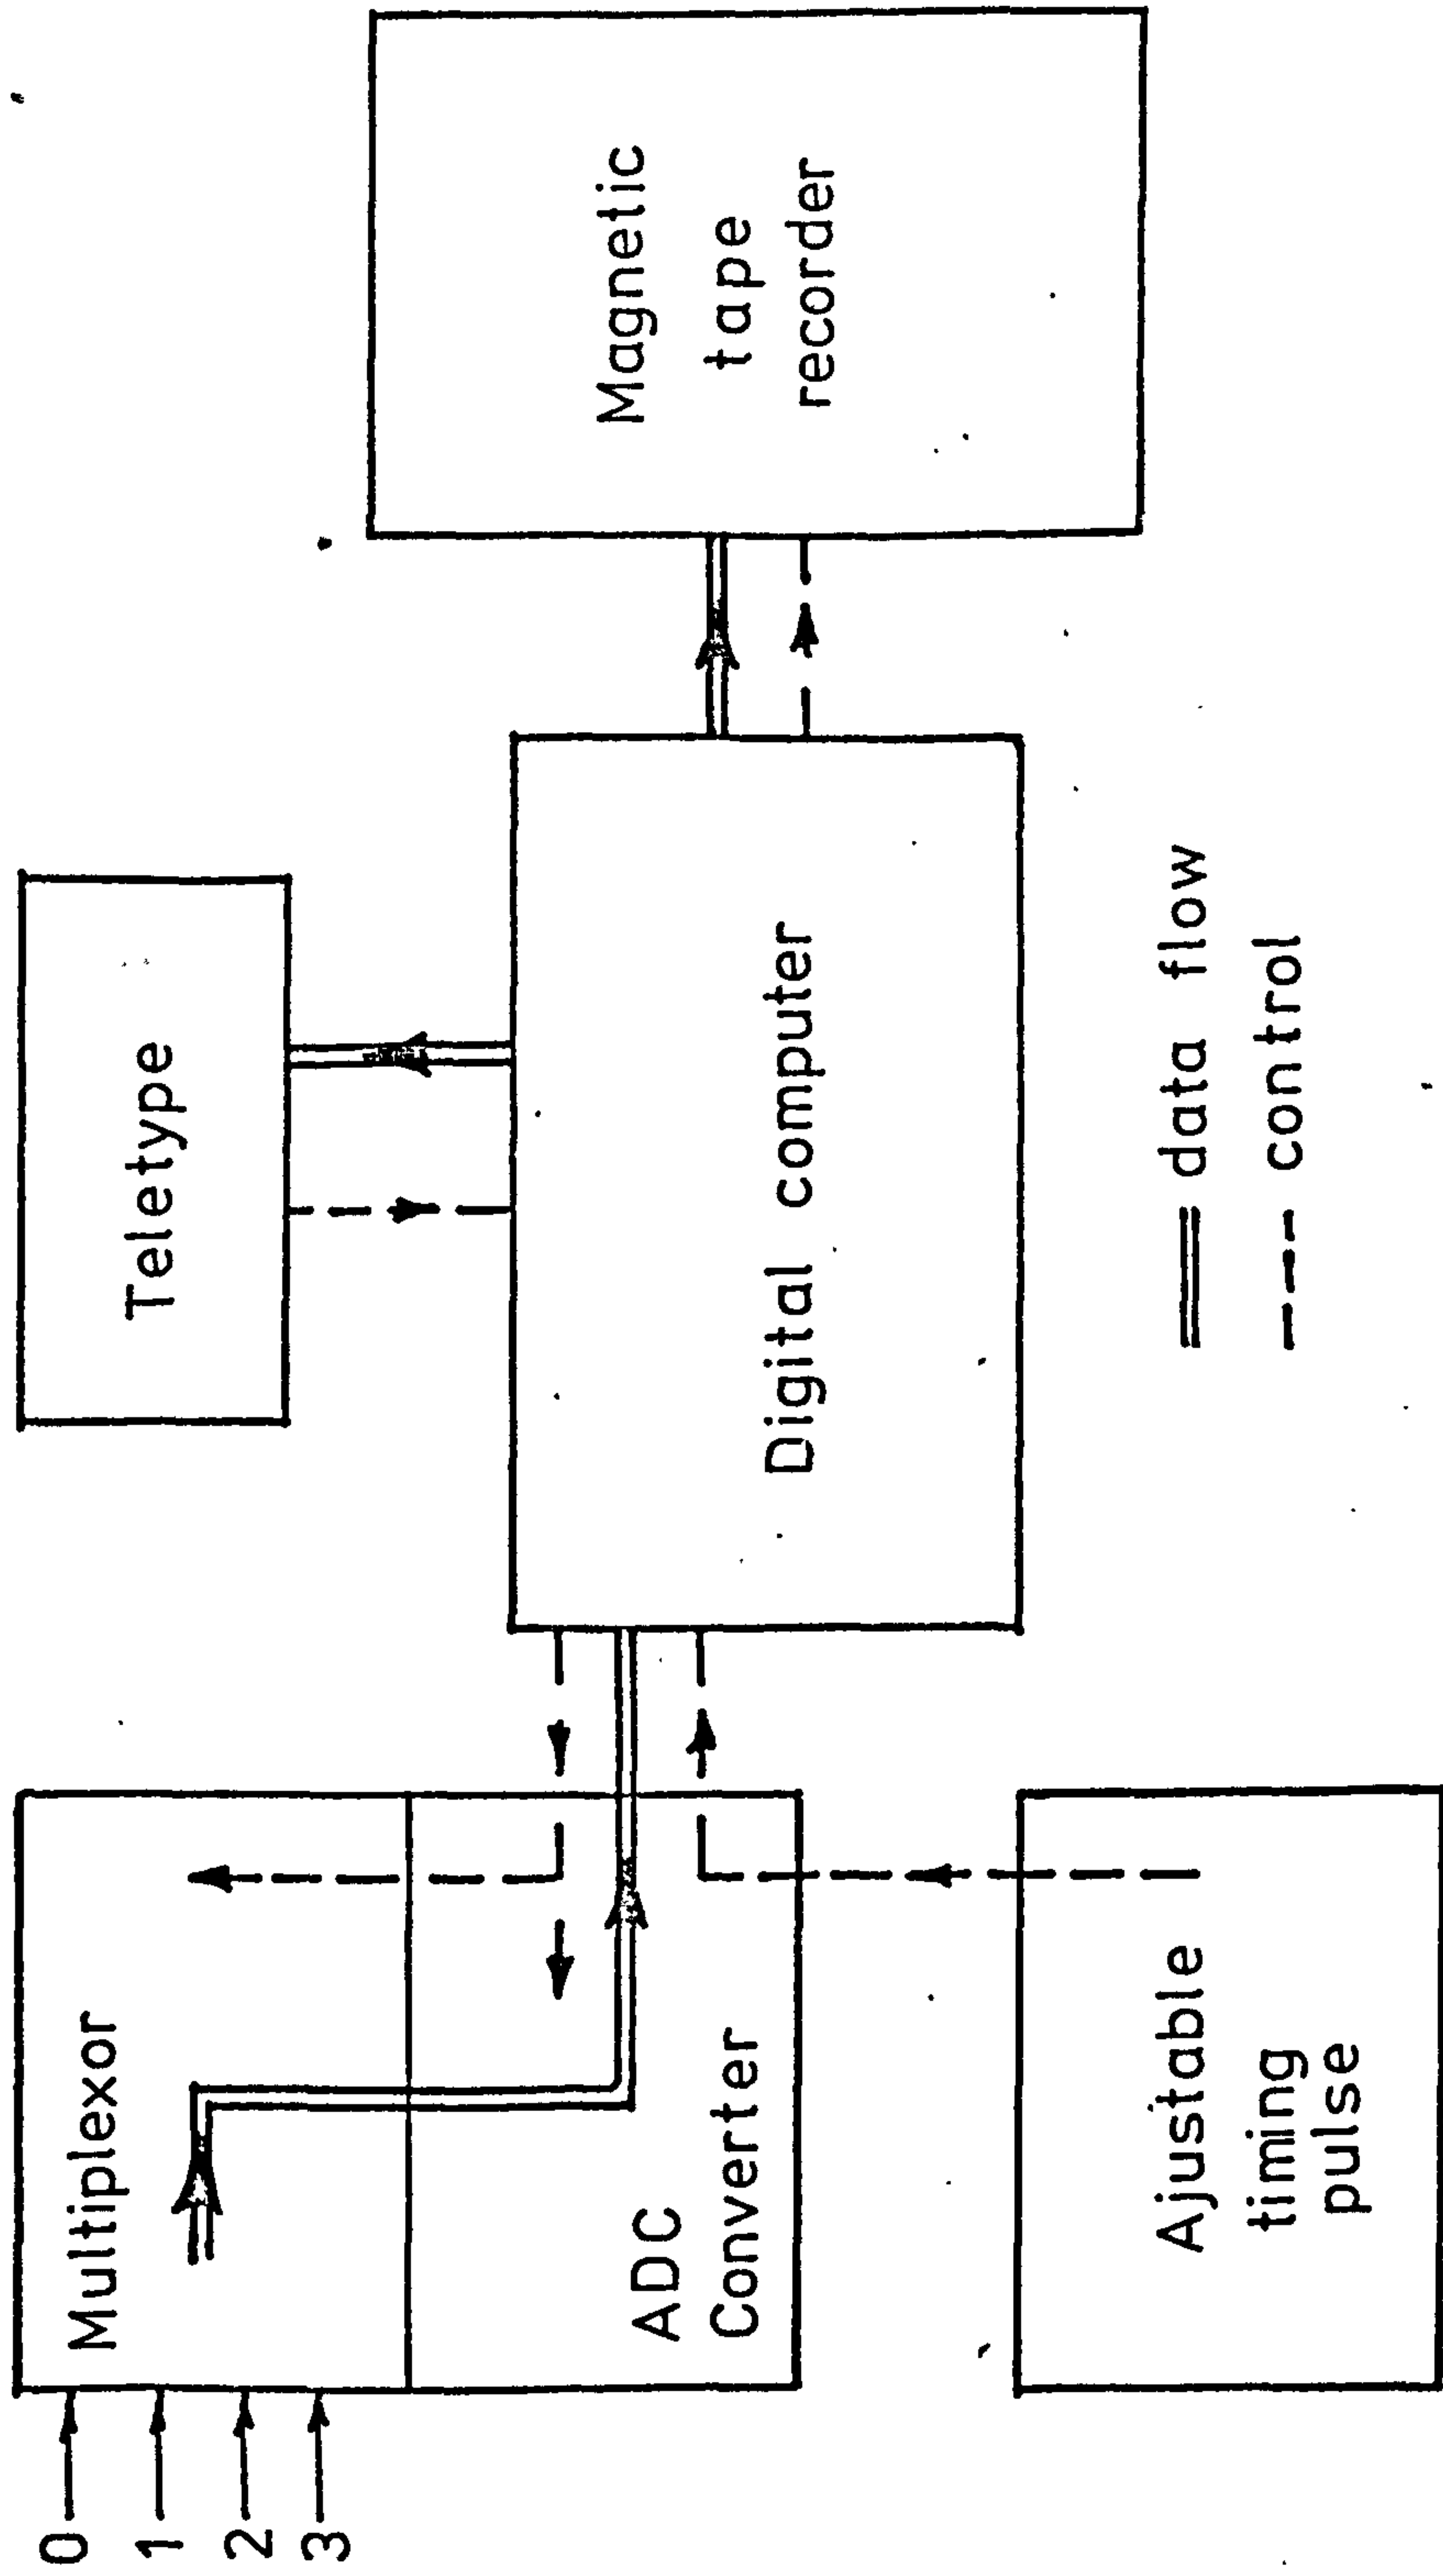 0
1
2
3
Multiplexor
ADC
Converter
Ajustable
timing
pulse
Teletype
Digital computer
data flow
control
Magnetic
tape
recorder